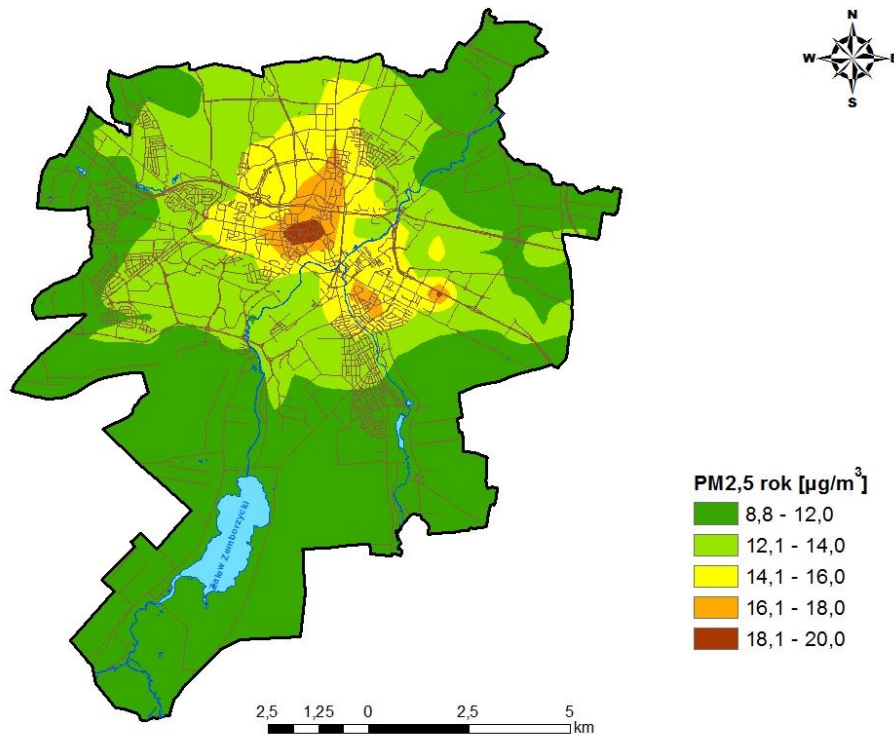 N
W
E
S
Zalew Zemborzycki
PM2,5 rok [µg/m³]
8,8 - 12,0
12,1 - 14,0
14,1 - 16,0
16,1 - 18,0
18,1 - 20,0
2,5 1,25 0 2,5 5
km